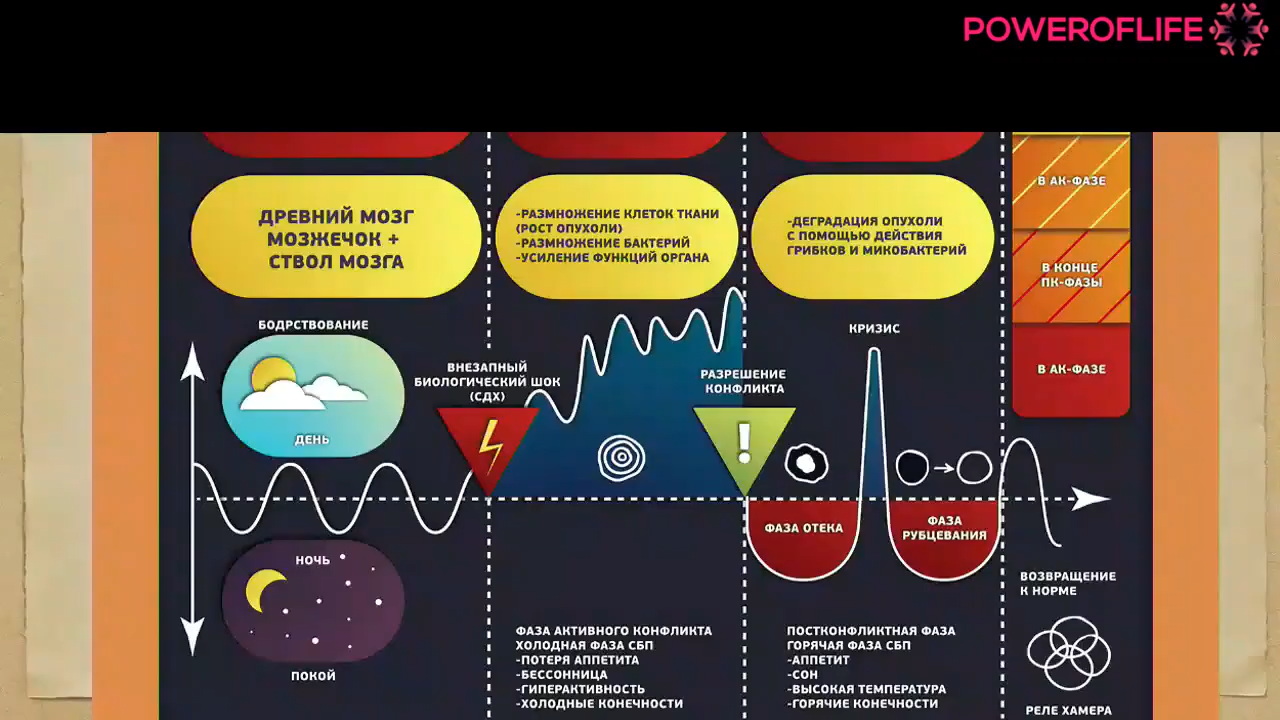 POWEROFLIFE
ДРЕВНИЙ МОЗГ
МОЗЖЕЧОК +
СТВОЛ МОЗГА
-РАЗМНОЖЕНИЕ КЛЕТОК ТКАНИ
(РОСТ ОПУХОЛИ)
-РАЗМНОЖЕНИЕ БАКТЕРИЙ
-УСИЛЕНИЕ ФУНКЦИЙ ОРГАНА
-ДЕГРАДАЦИЯ ОПУХОЛИ
С ПОМОЩЬЮ ДЕЙСТВИЯ
ГРИБКОВ И МИКОБАКТЕРИЙ
В АК-ФАЗЕ
В КОНЦЕ
ПК-ФАЗЫ
В АК-ФАЗЕ
БОДРСТВОВАНИЕ
ДЕНЬ
ВНЕЗАПНЫЙ
БИОЛОГИЧЕСКИЙ ШОК
(СДХ)
РАЗРЕШЕНИЕ
КОНФЛИКТА
!
КРИЗИС
ФАЗА ОТЕКА
ФАЗА
РУБЦЕВАНИЯ
НОЧЬ
ПОКОЙ
ФАЗА АКТИВНОГО КОНФЛИКТА
ХОЛОДНАЯ ФАЗА СБП
-ПОТЕРЯ АППЕТИТА
-БЕССОННИЦА
-ГИПЕРАКТИВНОСТЬ
-ХОЛОДНЫЕ КОНЕЧНОСТИ
ПОСТКОНФЛИКТНАЯ ФАЗА
ГОРЯЧАЯ ФАЗА СБП
-АППЕТИТ
-СОН
-ВЫСОКАЯ ТЕМПЕРАТУРА
-ГОРЯЧИЕ КОНЕЧНОСТИ
ВОЗВРАЩЕНИЕ
К НОРМЕ
РЕЛЕ ХАМЕРА